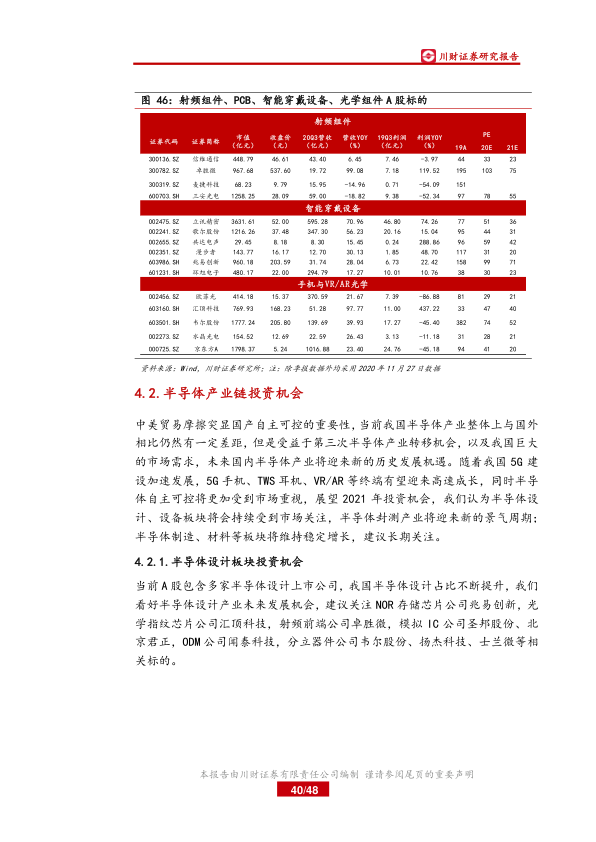 川财证券研究报告
图 46：射频组件、PCB、智能穿戴设备、光学组件 A 股标的
射频组件
证券代码 证券简称 市值（亿元） 收盘价（元） 20Q3营收（亿元） 营收YOY（%） 19Q3利润（亿元） 利润YOY（%） PE 19A 20E 21E
300136.SZ 信维通信 448.79 46.61 43.40 6.45 7.46 -3.97 44 33 23
300782.SZ 卓胜微 967.68 537.60 19.72 99.08 7.18 119.52 195 103 75
300319.SZ 麦捷科技 68.23 9.79 15.95 -14.96 0.71 -54.09 151
600703.SH 三安光电 1258.25 28.09 59.00 -18.82 9.38 -52.34 97 78 55
智能穿戴设备
002475.SZ 立讯精密 3631.61 52.00 595.28 70.96 46.80 74.26 77 51 36
002241.SZ 歌尔股份 1216.26 37.48 347.30 56.23 20.16 15.04 95 44 31
002655.SZ 共达电声 29.45 8.18 8.30 15.45 0.24 288.86 96 59 42
002351.SZ 漫步者 143.77 16.17 12.70 30.13 1.85 48.70 117 31 20
603986.SH 兆易创新 960.18 203.59 31.74 28.04 6.73 22.42 158 99 71
601231.SH 环旭电子 480.17 22.00 294.79 17.27 10.01 10.76 38 30 23
手机与VR/AR光学
002456.SZ 欧菲光 414.18 15.37 370.59 21.67 7.39 -86.88 81 29 21
603160.SH 汇顶科技 769.93 168.23 51.28 97.77 11.00 437.22 33 47 40
603501.SH 韦尔股份 1777.24 205.80 139.69 39.93 17.27 -45.40 382 74 52
002273.SZ 水晶光电 154.52 12.69 22.59 26.43 3.13 -11.18 31 28 21
000725.SZ 京东方A 1798.37 5.24 1016.88 23.40 24.76 -45.18 94 41 20
资料来源：Wind，川财证券研究所；注：除季报数据外均采用 2020 年 11 月 27 日数据
4.2.半导体产业链投资机会
中美贸易摩擦突显国产自主可控的重要性，当前我国半导体产业整体上与国外
相比仍然有一定差距，但是受益于第三次半导体产业转移机会，以及我国巨大
的市场需求，未来国内半导体产业将迎来新的历史发展机遇。随着我国 5G 建
设加速发展，5G 手机、TWS 耳机、VR/AR 等终端有望迎来高速成长，同时半导
体自主可控将更加受到市场重视，展望 2021 年投资机会，我们认为半导体设
计、设备板块将会持续受到市场关注，半导体封测产业将迎来新的景气周期；
半导体制造、材料等板块将维持稳定增长，建议长期关注。
4.2.1.半导体设计板块投资机会
当前 A 股包含多家半导体设计上市公司，我国半导体设计占比不断提升，我们
看好半导体设计产业未来发展机会，建议关注 NOR 存储芯片公司兆易创新，光
学指纹芯片公司汇顶科技，射频前端公司卓胜微，模拟 IC 公司圣邦股份、北
京君正，ODM 公司闻泰科技，分立器件公司韦尔股份、扬杰科技、士兰微等相
关标的。
本报告由川财证券有限责任公司编制 谨请参阅尾页的重要声明
40/48